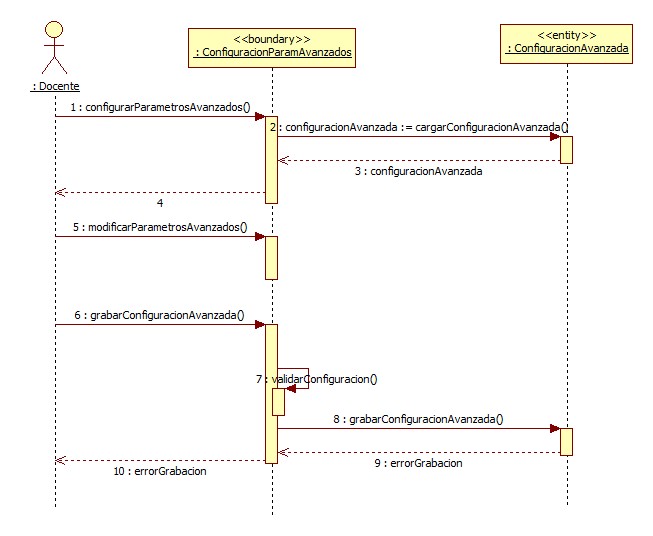 <<boundary>>
: ConfiguracionParamAvanzados
<<entity>>
: ConfiguracionAvanzada
: Docente
1 : configurarParametrosAvanzados()
2 : configuracionAvanzada := cargarConfiguracionAvanzada()
3 : configuracionAvanzada
4
5 : modificarParametrosAvanzados()
6 : grabarConfiguracionAvanzada()
7 : validarConfiguracion()
8 : grabarConfiguracionAvanzada()
9 : errorGrabacion
10 : errorGrabacion